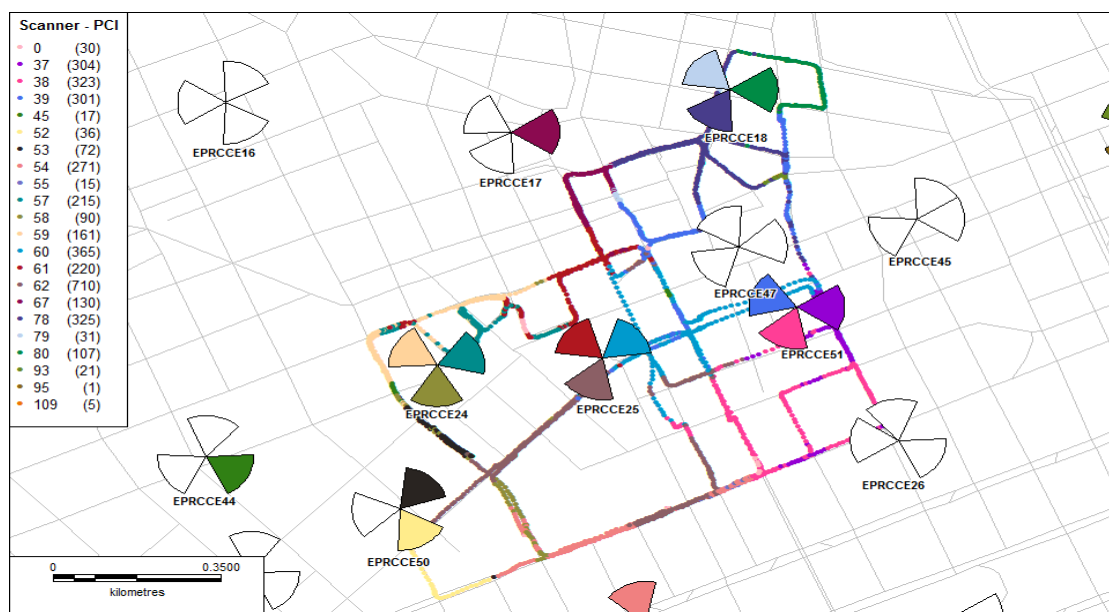 Scanner - PCI
0 (30)
37 (304)
38 (323)
39 (301)
45 (17)
52 (36)
53 (72)
54 (271)
55 (15)
57 (215)
58 (90)
59 (161)
60 (365)
61 (220)
62 (710)
67 (130)
78 (325)
79 (31)
80 (107)
93 (21)
95 (1)
109 (5)
EPRCCE16
EPRCCE17
EPRCCE18
EPRCCE45
EPRCCE47
EPRCCE51
EPRCCE24
EPRCCE25
EPRCCE26
EPRCCE44
EPRCCE50
0 0.3500
kilometres